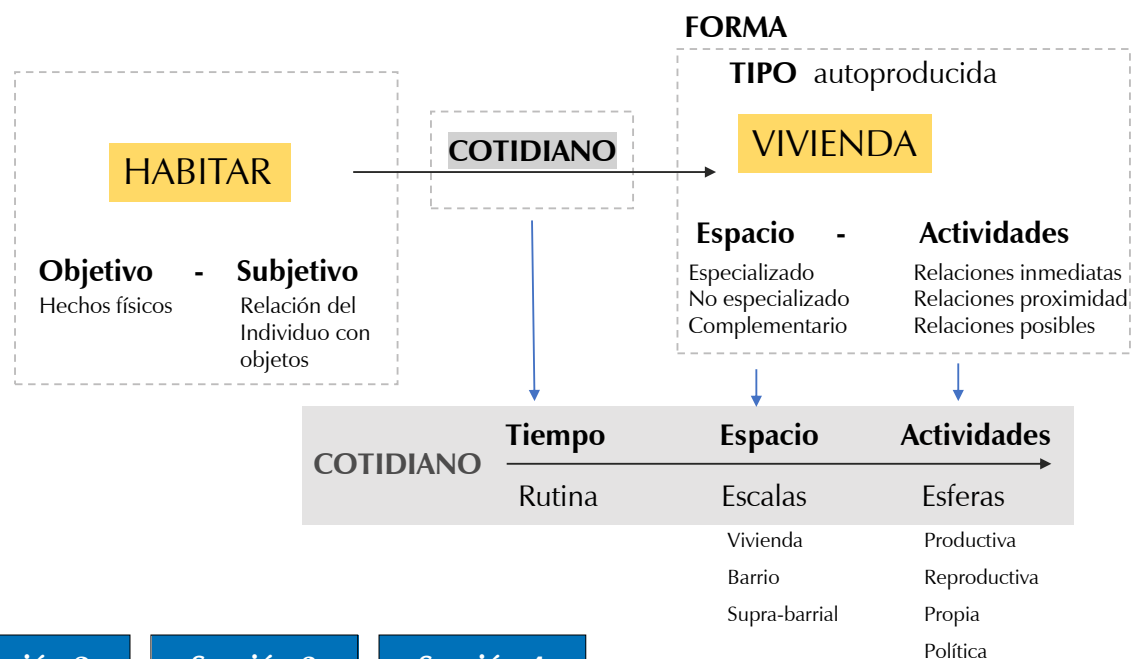 FORMA
TIPO autoproducida
HABITAR
COTIDIANO
VIVIENDA
Objetivo - Subjetivo
Hechos físicos
Relación del
Individuo con
objetos
Espacio - Actividades
Especializado
No especializado
Complementario
Relaciones inmediatas
Relaciones proximidad
Relaciones posibles
COTIDIANO
Tiempo
Espacio
Actividades
Rutina
Escalas
Esferas
Vivienda
Barrio
Supra-barrial
Productiva
Reproductiva
Propia
Política